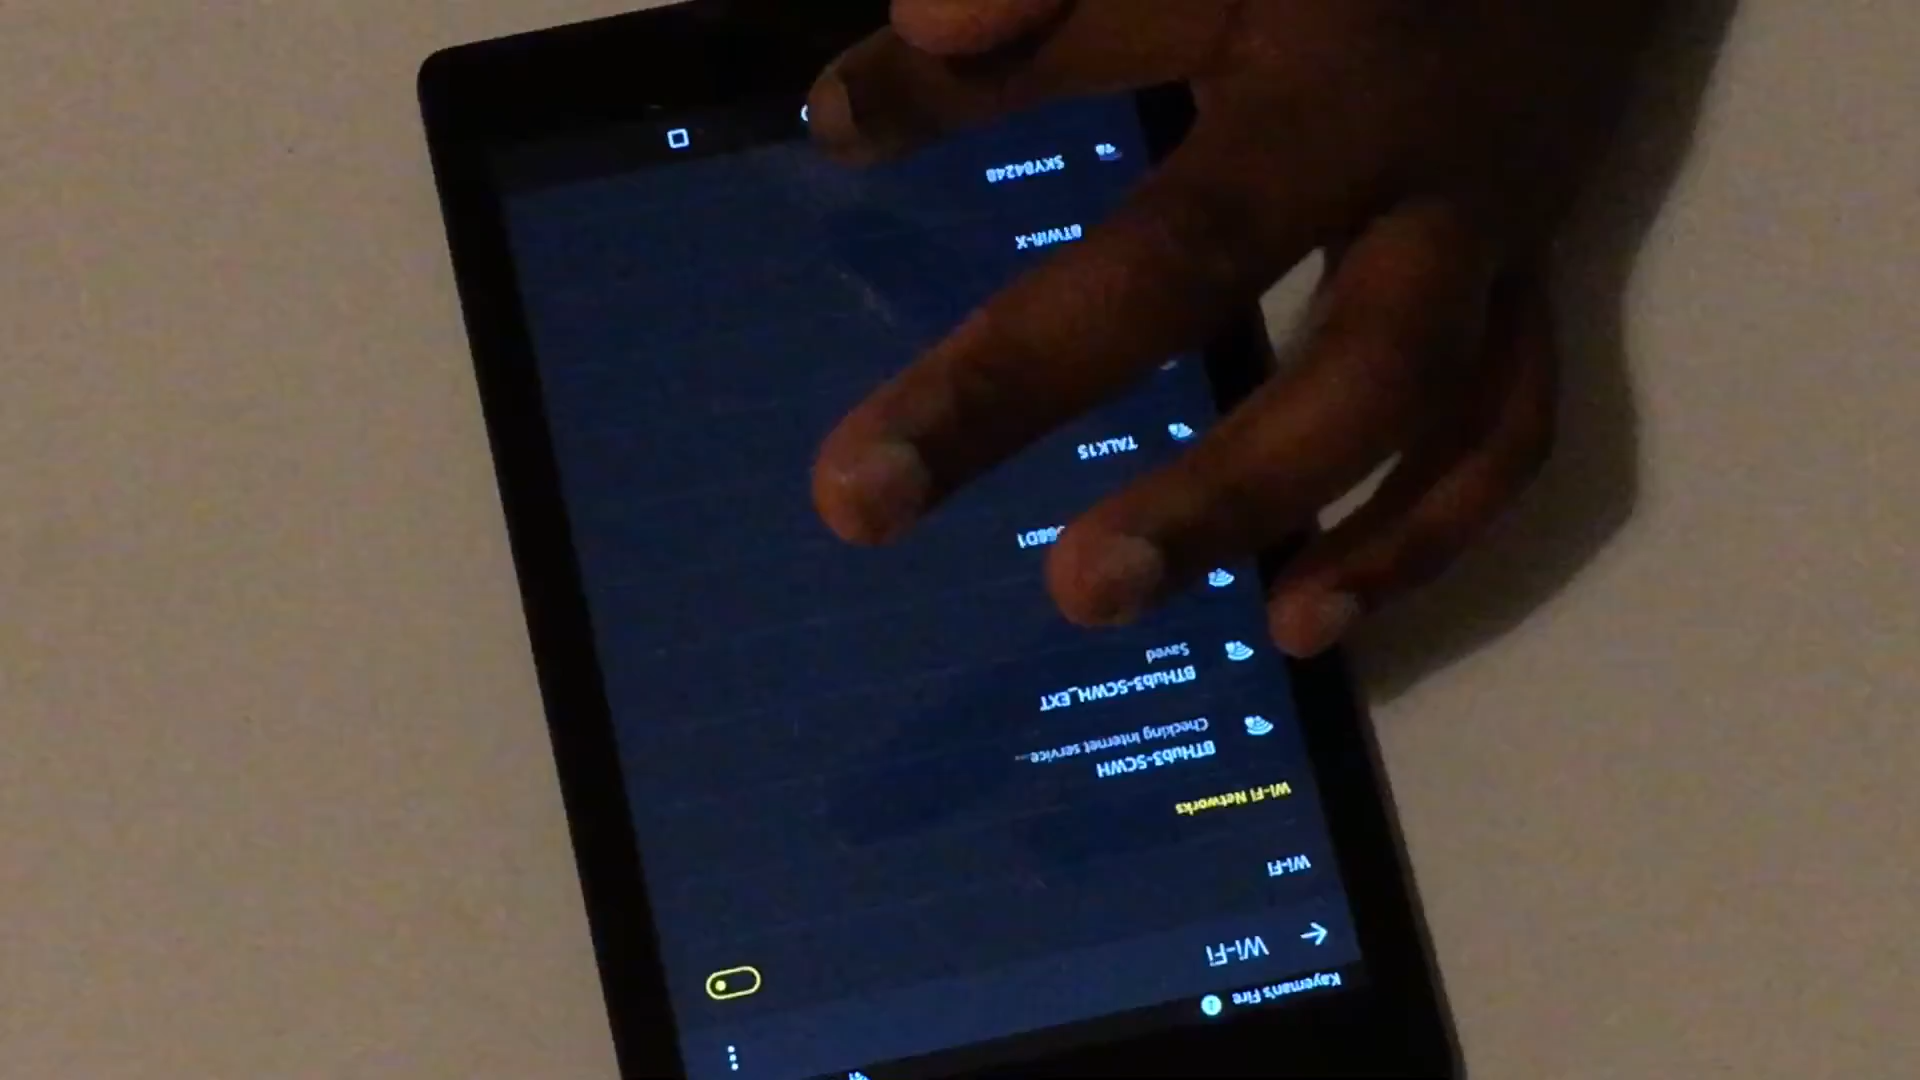 Kayeman's Fire
Wi-Fi
Wi-Fi
Wi-Fi Networks
BTHub3-SCWH
Checking Internet service...
BTHub3-SCWH_EXT
Saved
TALK15
BTWifi-X